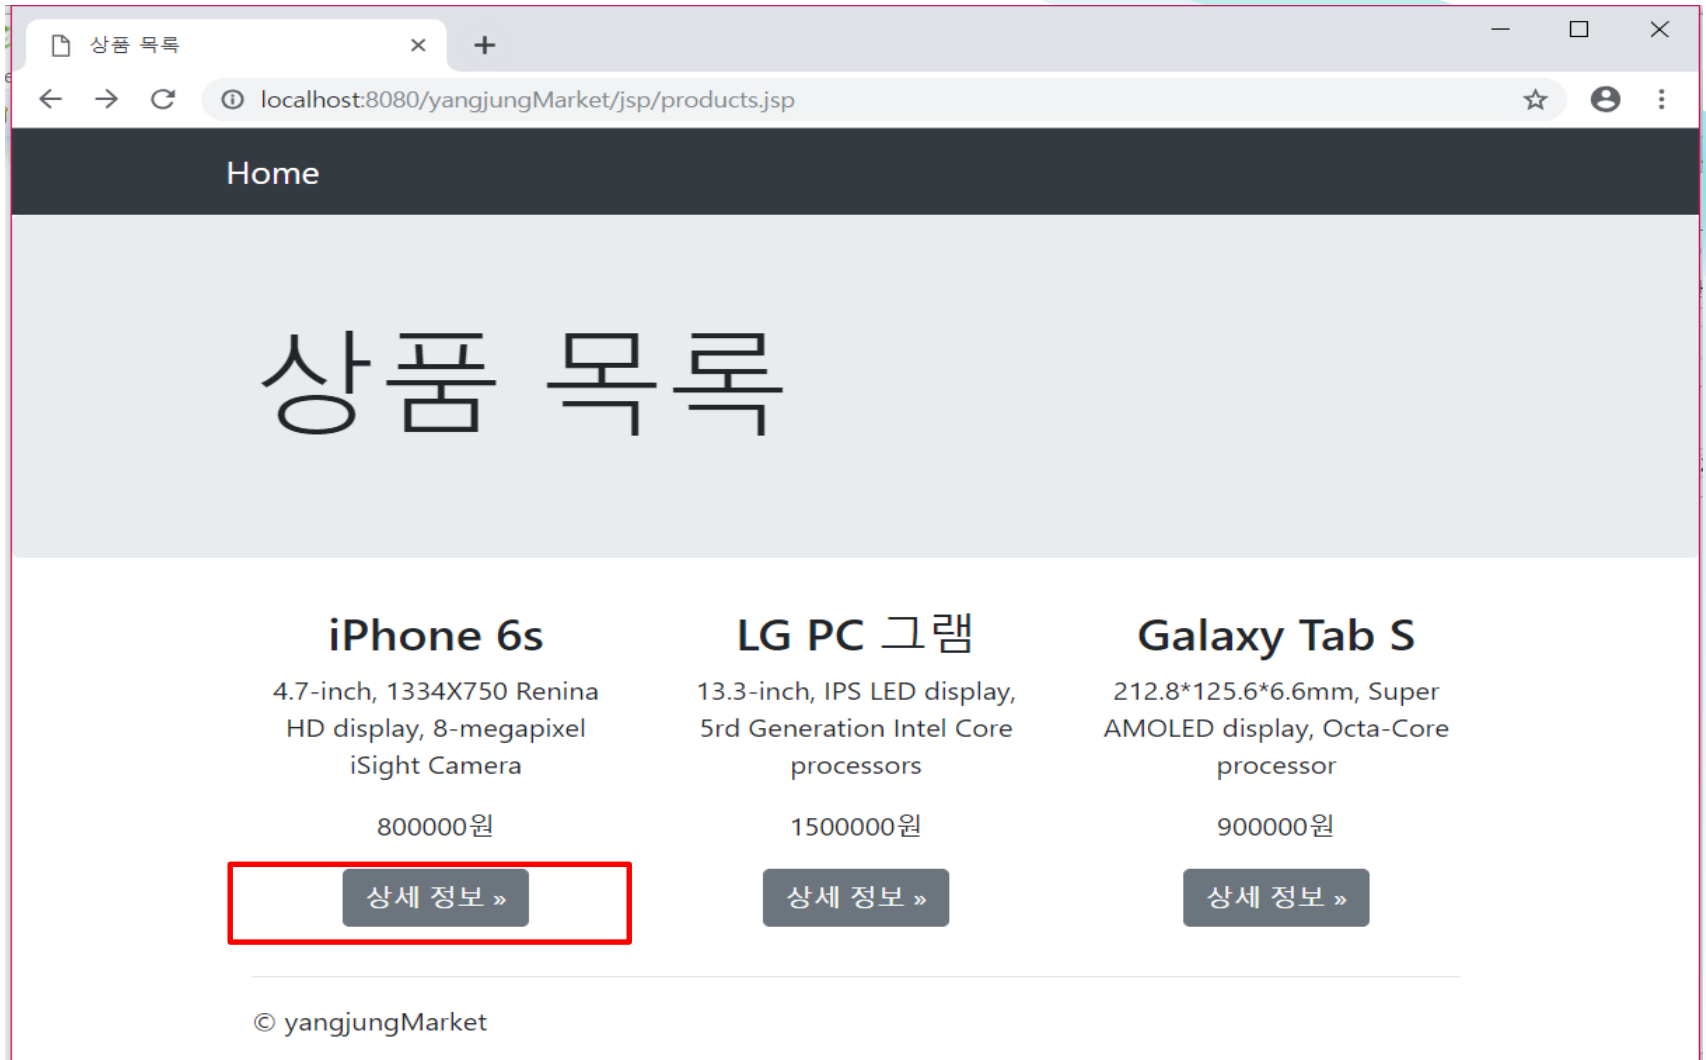 상품 목록
localhost:8080/yangjungMarket/jsp/products.jsp
Home
상품 목록
iPhone 6s
4.7-inch, 1334X750 Renina
HD display, 8-megapixel
iSight Camera
800000원
상세 정보 »
LG PC 그램
13.3-inch, IPS LED display,
5rd Generation Intel Core
processors
1500000원
상세 정보 »
Galaxy Tab S
212.8*125.6*6.6mm, Super
AMOLED display, Octa-Core
processor
900000원
상세 정보 »
© yangjungMarket